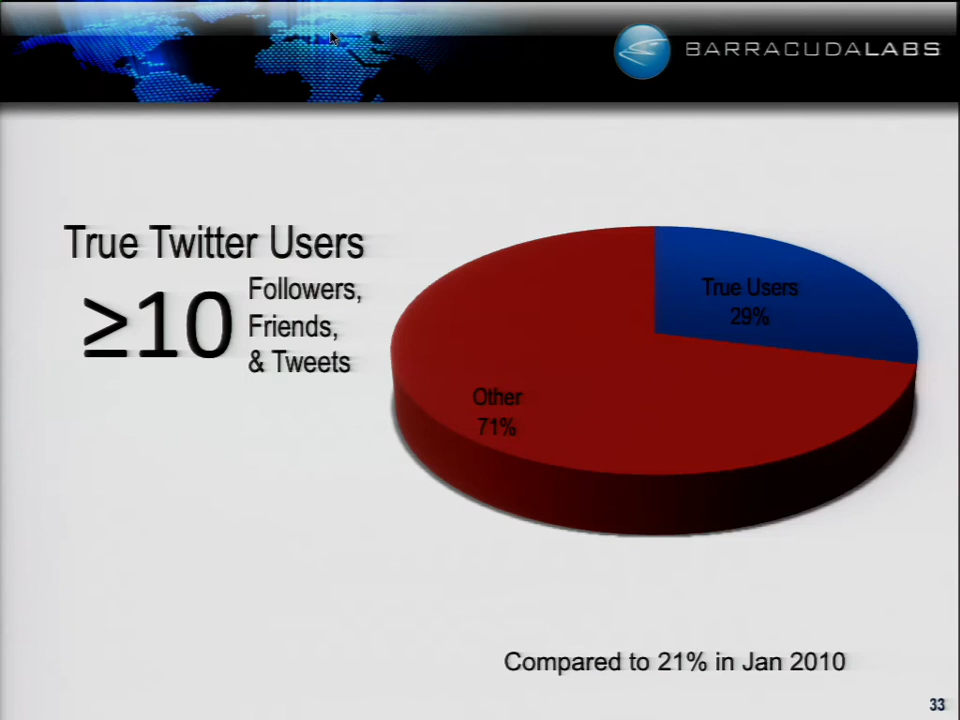 BARRACUDALABS
True Twitter Users
≥10
Followers,
Friends,
& Tweets
True Users
29%
Other
71%
Compared to 21% in Jan 2010
33